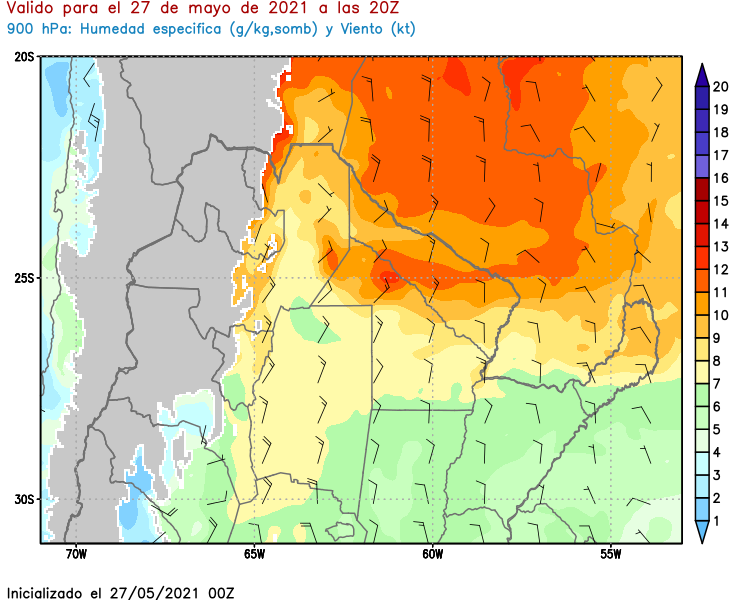 Valido para el 27 de mayo de 2021 a las 20Z
900 hPa: Humedad especifica (g/kg,somb) y Viento (kt)
20S
25S
30S
70W
65W
60W
55W
20
19
18
17
16
15
14
13
12
11
10
9
8
7
6
5
4
3
2
1
Inicializado el 27/05/2021 00Z